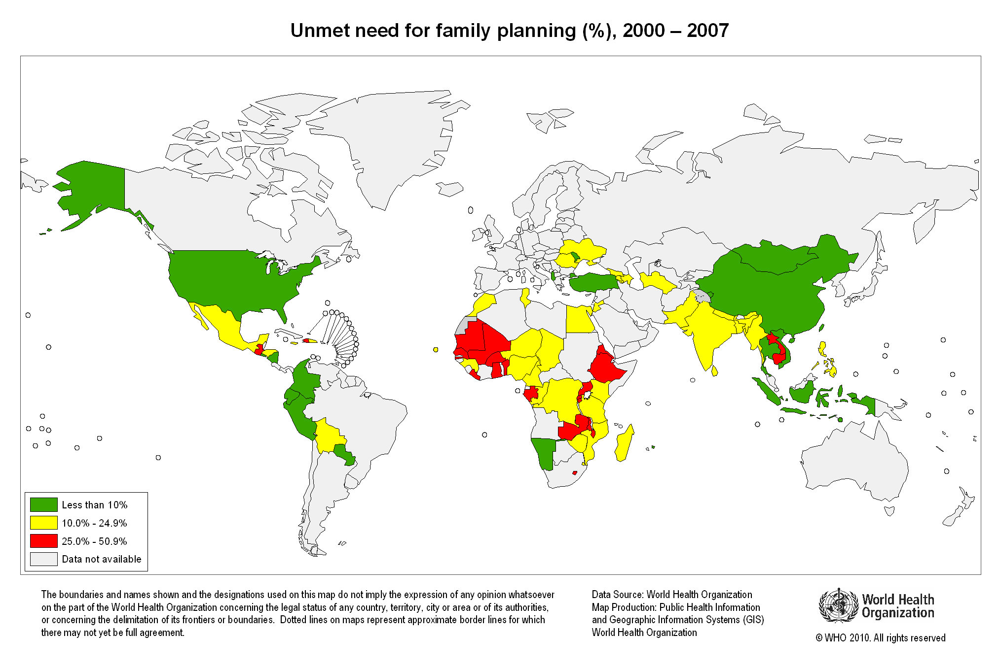 Unmet need for family planning (%), 2000 – 2007
Less than 10%
10.0% - 24.9%
25.0% - 50.9%
Data not available
The boundaries and names shown and the designations used on this map do not imply the expression of any opinion whatsoever
on the part of the World Health Organization concerning the legal status of any country, territory, city or area or of its authorities,
or concerning the delimitation of its frontiers or boundaries.  Dotted lines on maps represent approximate border lines for which
there may not yet be full agreement.
Data Source: World Health Organization
Map Production: Public Health Information
and Geographic Information Systems (GIS)
World Health Organization
World Health
Organization
© WHO 2010. All rights reserved